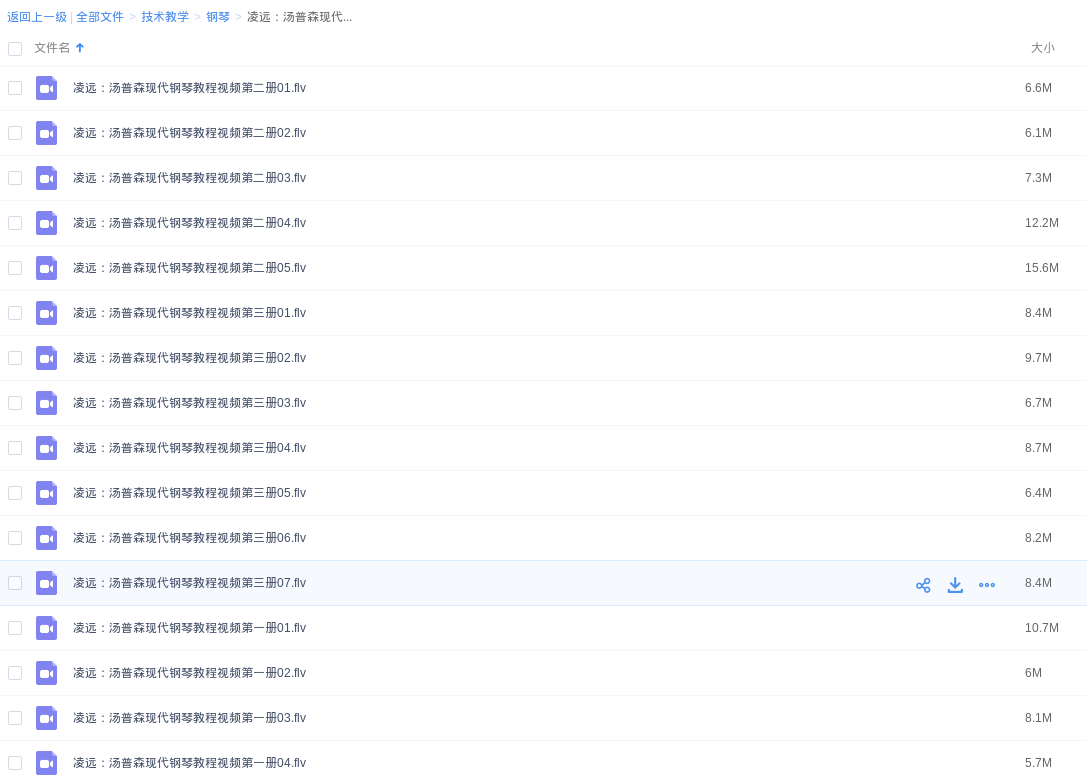 返回上一级 | 全部文件 > 技术教学 > 钢琴 > 凌远：汤普森现代...
文件名 大小
凌远：汤普森现代钢琴教程视频第二册01.flv 6.6M
凌远：汤普森现代钢琴教程视频第二册02.flv 6.1M
凌远：汤普森现代钢琴教程视频第二册03.flv 7.3M
凌远：汤普森现代钢琴教程视频第二册04.flv 12.2M
凌远：汤普森现代钢琴教程视频第二册05.flv 15.6M
凌远：汤普森现代钢琴教程视频第三册01.flv 8.4M
凌远：汤普森现代钢琴教程视频第三册02.flv 9.7M
凌远：汤普森现代钢琴教程视频第三册03.flv 6.7M
凌远：汤普森现代钢琴教程视频第三册04.flv 8.7M
凌远：汤普森现代钢琴教程视频第三册05.flv 6.4M
凌远：汤普森现代钢琴教程视频第三册06.flv 8.2M
凌远：汤普森现代钢琴教程视频第三册07.flv 8.4M
凌远：汤普森现代钢琴教程视频第一册01.flv 10.7M
凌远：汤普森现代钢琴教程视频第一册02.flv 6M
凌远：汤普森现代钢琴教程视频第一册03.flv 8.1M
凌远：汤普森现代钢琴教程视频第一册04.flv 5.7M